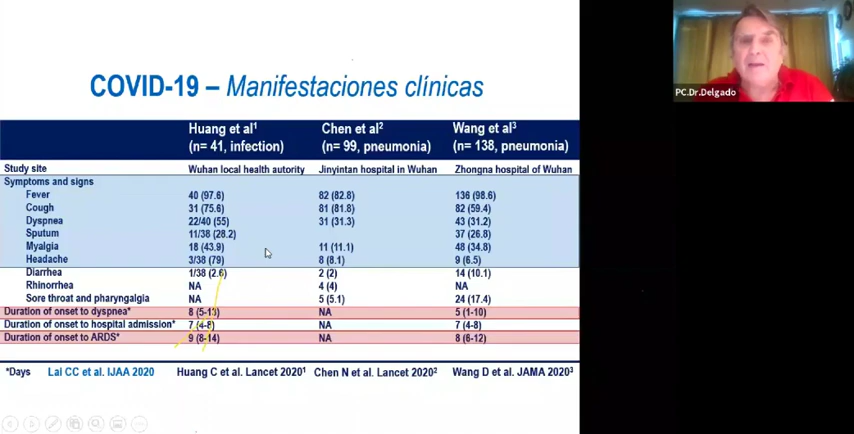 COVID-19 – Manifestaciones clínicas
PC.Dr.Delgado
Huang et al1 Chen et al2 Wang et al3
(n= 41, infection) (n= 99, pneumonia) (n= 138, pneumonia)
Study site Wuhan local health autority Jinyintan hospital in Wuhan Zhongna hospital of Wuhan
Symptoms and signs
Fever 40 (97.6) 82 (82.8) 136 (98.6)
Cough 31 (75.6) 81 (81.8) 82 (59.4)
Dyspnea 22/40 (55) 31 (31.3) 43 (31.2)
Sputum 11/38 (28.2) 37 (26.8)
Myalgia 18 (43.9) 11 (11.1) 48 (34.8)
Headache 3/38 (79) 8 (8.1) 9 (6.5)
Diarrhea 1/38 (2.6) 2 (2) 14 (10.1)
Rhinorrhea NA 4 (4) NA
Sore throat and pharyngalgia NA 5 (5.1) 24 (17.4)
Duration of onset to dyspnea* 8 (5-13) NA 5 (1-10)
Duration of onset to hospital admission* 7 (4-8) NA 7 (4-8)
Duration of onset to ARDS* 9 (8-14) NA 8 (6-12)
*Days Lai CC et al. IJAA 2020 Huang C et al. Lancet 20201 Chen N et al. Lancet 20202 Wang D et al. JAMA 20203